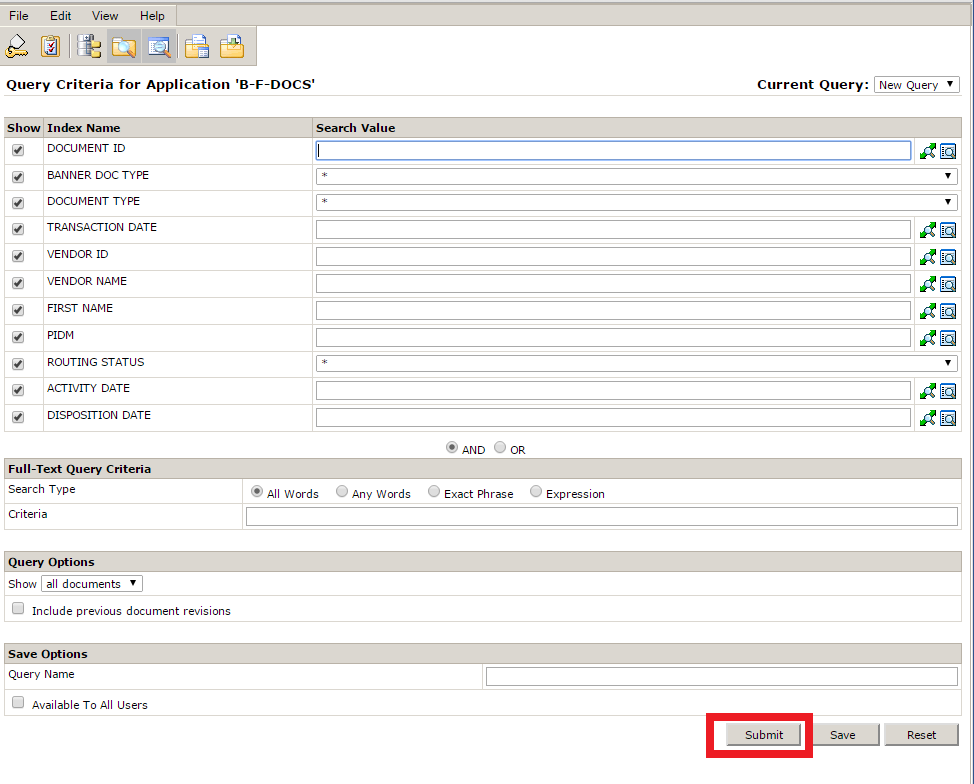 File Edit View Help
Query Criteria for Application 'B-F-DOCS' Current Query: New Query
Show Index Name Search Value
DOCUMENT ID
BANNER DOC TYPE *
DOCUMENT TYPE *
TRANSACTION DATE
VENDOR ID
VENDOR NAME
FIRST NAME
PIDM
ROUTING STATUS *
ACTIVITY DATE
DISPOSITION DATE
AND OR
Full-Text Query Criteria
Search Type All Words Any Words Exact Phrase Expression
Criteria
Query Options
Show all documents
Include previous document revisions
Save Options
Query Name
Available To All Users
Submit Save Reset